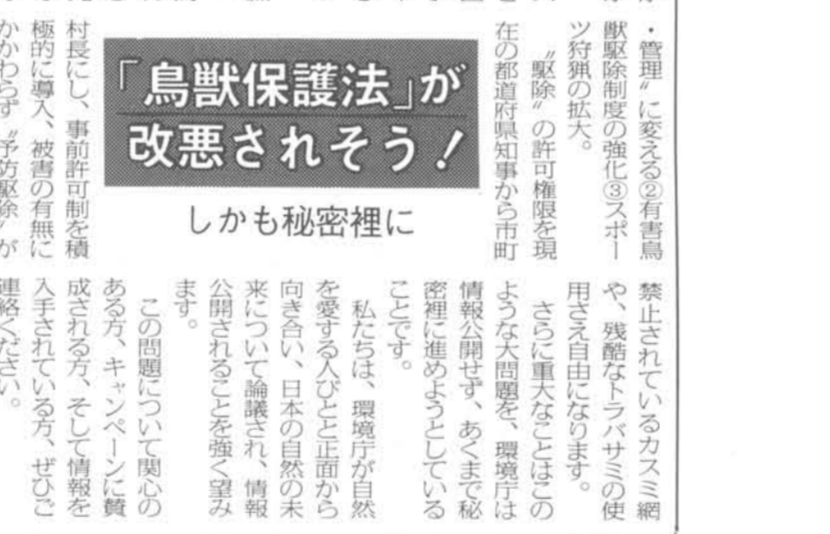 「鳥獣保護法」が
改悪されそう！
しかも秘密裡に
・管理〟に変える②有害鳥
獣駆除制度の強化③スポー
ツ狩猟の拡大。
〝駆除〟の許可権限を現
在の都道府県知事から市町
村長にし、事前許可制を積
極的に導入、被害の有無に
かかわらず〝予防駆除〟が
禁止されているカスミ網
や、残酷なトラバサミの使
用さえ自由になります。
さらに重大なことはこの
ような大問題を、環境庁は
情報公開せず、あくまで秘
密裡に進めようとしている
ことです。
私たちは、環境庁が自然
を愛する人びとと正面から
向き合い、日本の自然の未
来について論議され、情報
公開されることを強く望み
ます。
この問題について関心の
ある方、キャンペーンに賛
成される方、そして情報を
入手されている方、ぜひご
連絡ください。